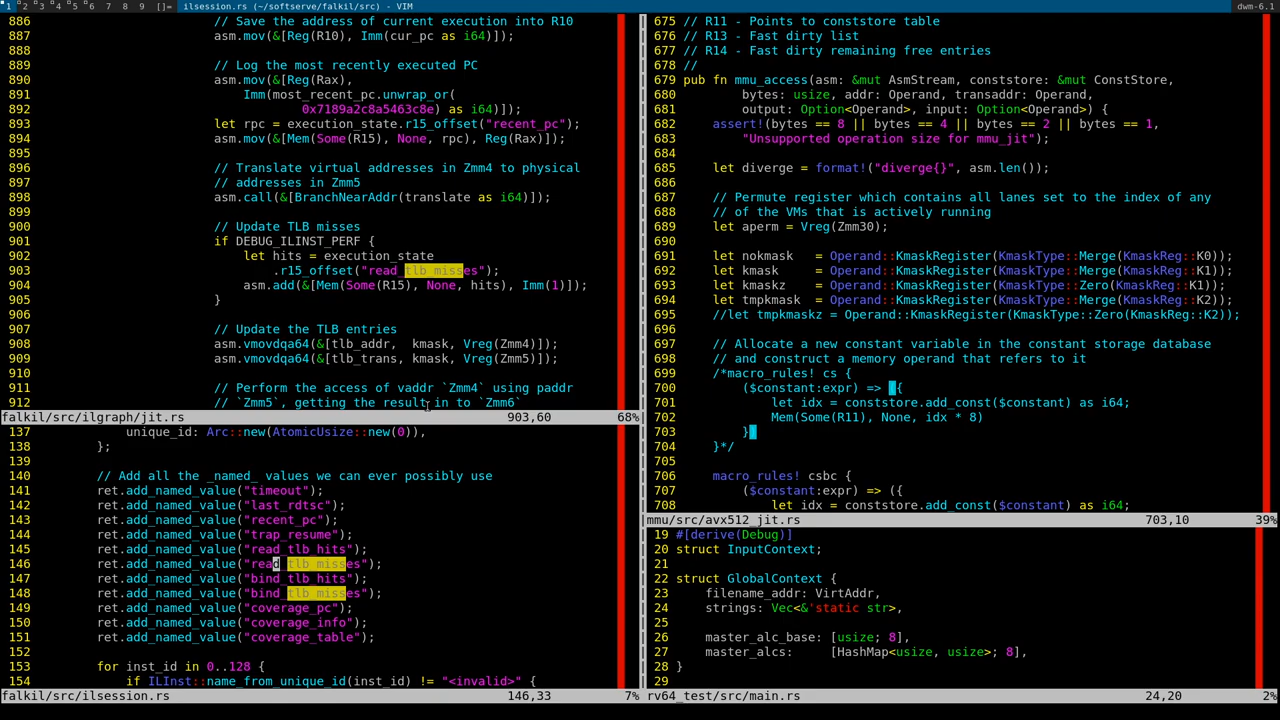 1 2 3 4 5 6 7 8 9 []= ilsession.rs (~/softserve/falkil/src) - VIM dwm-6.1
886 // Save the address of current execution into R10
887 asm.mov(&[Reg(R10), Imm(cur_pc as i64)]);
888
889 // Log the most recently executed PC
890 asm.mov(&[Reg(Rax),
891 Imm(most_recent_pc.unwrap_or(
892 0x7189a2c8a5463c8e) as i64)]);
893 let rpc = execution_state.r15_offset("recent_pc");
894 asm.mov(&[Mem(Some(R15), None, rpc), Reg(Rax)]);
895
896 // Translate virtual addresses in Zmm4 to physical
897 // addresses in Zmm5
898 asm.call(&[BranchNearAddr(translate as i64)]);
899
900 // Update TLB misses
901 if DEBUG_ILINST_PERF {
902 let hits = execution_state
903 .r15_offset("read_tlb_misses");
904 asm.add(&[Mem(Some(R15), None, hits), Imm(1)]);
905 }
906
907 // Update the TLB entries
908 asm.vmovdqa64(&[tlb_addr, kmask, Vreg(Zmm4)]);
909 asm.vmovdqa64(&[tlb_trans, kmask, Vreg(Zmm5)]);
910
911 // Perform the access of vaddr `Zmm4` using paddr
912 // `Zmm5`, getting the result in to `Zmm6`
falkil/src/ilgraph/jit.rs 903,60 68%
137 unique_id: Arc::new(AtomicUsize::new(0)),
138 };
139
140 // Add all the _named_ values we can ever possibly use
141 ret.add_named_value("timeout");
142 ret.add_named_value("last_rdtsc");
143 ret.add_named_value("recent_pc");
144 ret.add_named_value("trap_resume");
145 ret.add_named_value("read_tlb_hits");
146 ret.add_named_value("read_tlb_misses");
147 ret.add_named_value("bind_tlb_hits");
148 ret.add_named_value("bind_tlb_misses");
149 ret.add_named_value("coverage_pc");
150 ret.add_named_value("coverage_info");
151 ret.add_named_value("coverage_table");
152
153 for inst_id in 0..128 {
154 if ILInst::name_from_unique_id(inst_id) != "<invalid>" {
falkil/src/ilsession.rs 146,33 7%
675 // R11 - Points to conststore table
676 // R13 - Fast dirty list
677 // R14 - Fast dirty remaining free entries
678 //
679 pub fn mmu_access(asm: &mut AsmStream, conststore: &mut ConstStore,
680 bytes: usize, addr: Operand, transaddr: Operand,
681 output: Option<Operand>, input: Option<Operand>) {
682 assert!(bytes == 8 || bytes == 4 || bytes == 2 || bytes == 1,
683 "Unsupported operation size for mmu_jit");
684
685 let diverge = format!("diverge{}", asm.len());
686
687 // Permute register which contains all lanes set to the index of any
688 // of the VMs that is actively running
689 let aperm = Vreg(Zmm30);
690
691 let nokmask = Operand::KmaskRegister(KmaskType::Merge(KmaskReg::K0));
692 let kmask = Operand::KmaskRegister(KmaskType::Merge(KmaskReg::K1));
693 let kmaskz = Operand::KmaskRegister(KmaskType::Zero(KmaskReg::K1));
694 let tmpkmask = Operand::KmaskRegister(KmaskType::Merge(KmaskReg::K2));
695 //let tmpkmaskz = Operand::KmaskRegister(KmaskType::Zero(KmaskReg::K2));
696
697 // Allocate a new constant variable in the constant storage database
698 // and construct a memory operand that refers to it
699 /*macro_rules! cs {
700 ($constant:expr) => ({
701 let idx = conststore.add_const($constant) as i64;
702 Mem(Some(R11), None, idx * 8)
703 })
704 }*/
705
706 macro_rules! csbc {
707 ($constant:expr) => ({
708 let idx = conststore.add_const($constant) as i64;
mmu/src/avx512_jit.rs 703,10 39%
19 #[derive(Debug)]
20 struct InputContext;
21
22 struct GlobalContext {
23 filename_addr: VirtAddr,
24 strings: Vec<&'static str>,
25
26 master_alc_base: [usize; 8],
27 master_alcs: [HashMap<usize, usize>; 8],
28 }
29
rv64_test/src/main.rs 24,20 2%